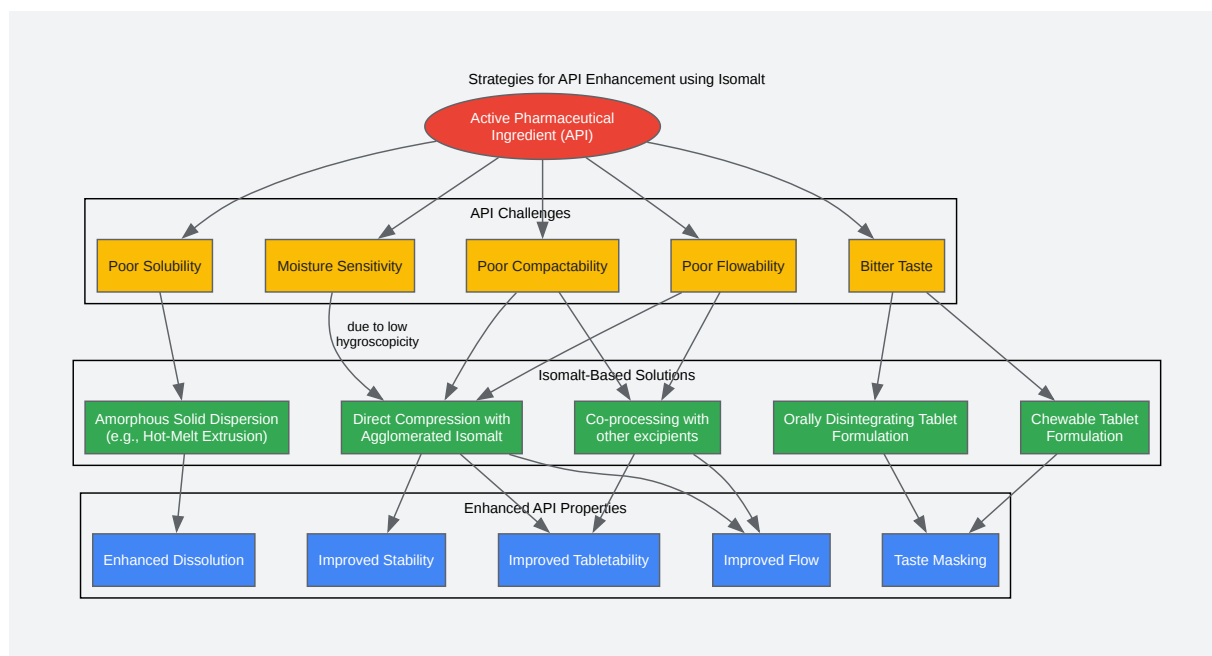 Strategies for API Enhancement using Isomalt
Active Pharmaceutical
Ingredient (API)
API Challenges
Poor Solubility
Moisture Sensitivity
Poor Compactability
Poor Flowability
Bitter Taste
due to low
hygroscopicity
Isomalt-Based Solutions
Amorphous Solid Dispersion
(e.g., Hot-Melt Extrusion)
Direct Compression with
Agglomerated Isomalt
Co-processing with
other excipients
Orally Disintegrating Tablet
Formulation
Chewable Tablet
Formulation
Enhanced API Properties
Enhanced Dissolution
Improved Stability
Improved Tabletability
Improved Flow
Taste Masking